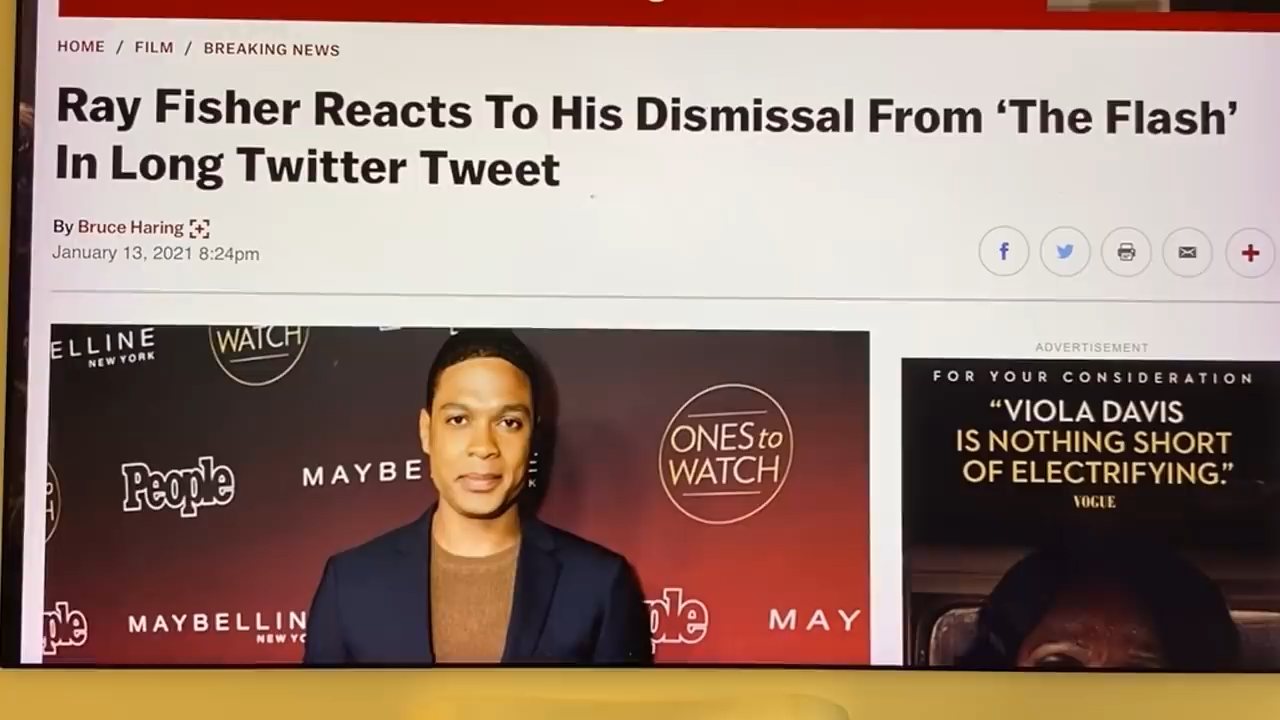 HOME / FILM / BREAKING NEWS
Ray Fisher Reacts To His Dismissal From ‘The Flash’
In Long Twitter Tweet
By Bruce Haring
January 13, 2021 8:24pm
ELLINE
NEW YORK
WATCH
People
MAYBE
ONES to
WATCH
ple
MAYBELLIN
NEW YO
ple
MAY
ADVERTISEMENT
FOR YOUR CONSIDERATION
“VIOLA DAVIS
IS NOTHING SHORT
OF ELECTRIFYING.”
VOGUE